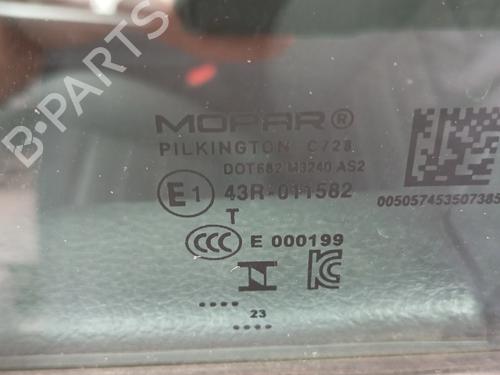 B-PARTS
MOPAR®
PILKINGTON C728
DOT682 M3240 AS2
E1 43R-011582
T
CCC E 000199
23
005057453507385